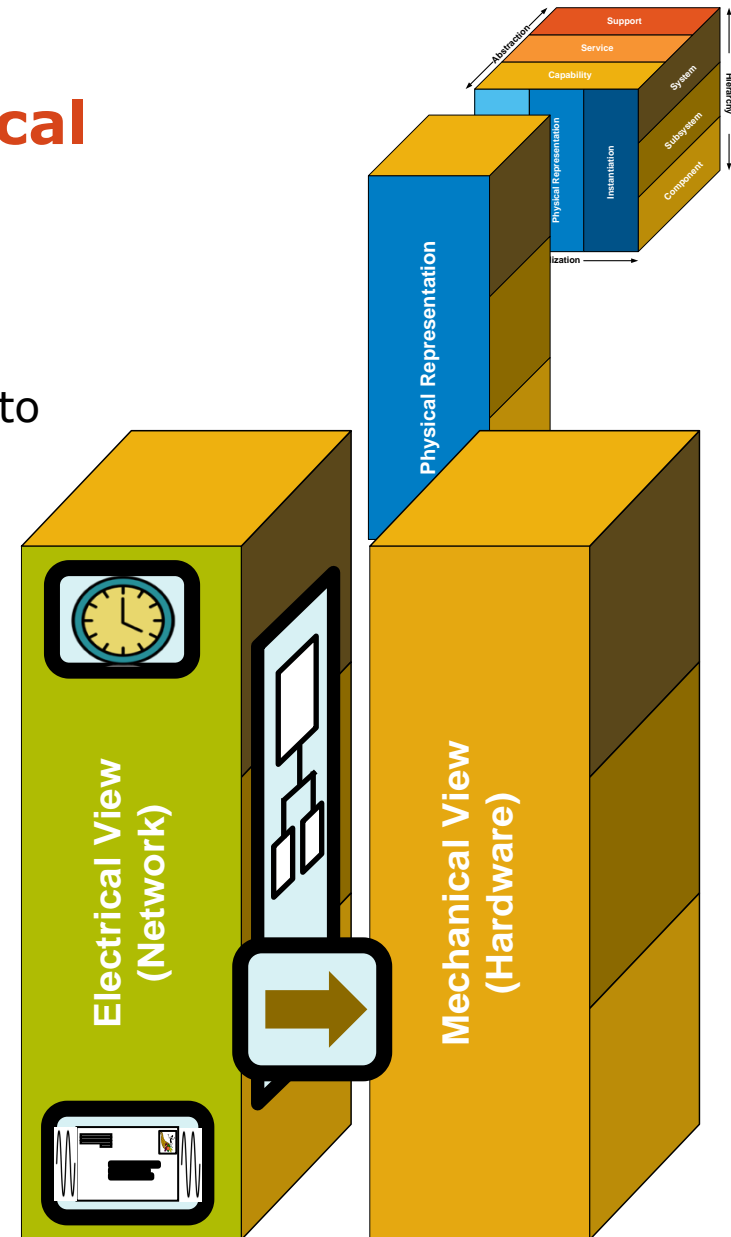 cal
to
Abstraction
Support
Service
Capability
System
Subsystem
Component
Hierarchy
Physical Representation
Instantiation
lization
Physical Representation
Electrical View
(Network)
Mechanical View
(Hardware)